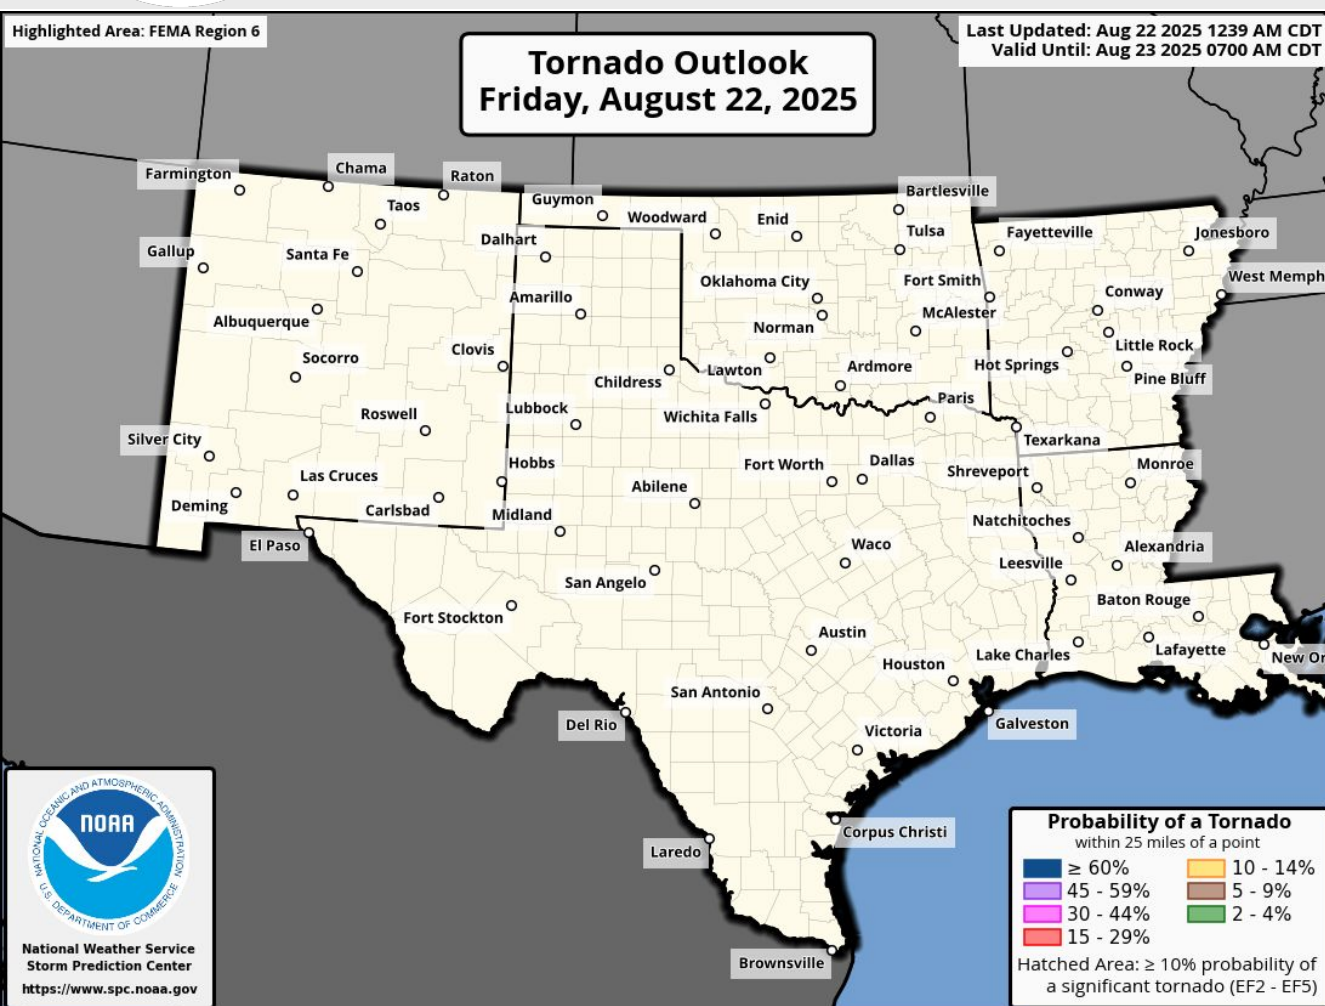 Highlighted Area: FEMA Region 6
Last Updated: Aug 22 2025 1239 AM CDT
Valid Until: Aug 23 2025 0700 AM CDT
Tornado Outlook
Friday, August 22, 2025
Farmington
Chama
Raton
Taos
Guymon
Woodward
Enid
Bartlesville
Tulsa
Fayetteville
Jonesboro
Gallup
Santa Fe
Dalhart
Oklahoma City
Fort Smith
West Memph
Amarillo
Conway
Albuquerque
Norman
McAlester
Little Rock
Socorro
Clovis
Childress
Lawton
Ardmore
Hot Springs
Pine Bluff
Roswell
Lubbock
Wichita Falls
Paris
Silver City
Texarkana
Las Cruces
Hobbs
Fort Worth
Dallas
Shreveport
Monroe
Abilene
Deming
Carlsbad
Midland
Natchitoches
El Paso
Waco
Alexandria
San Angelo
Leesville
Fort Stockton
Baton Rouge
Austin
Lake Charles
Lafayette
New Or
Houston
San Antonio
Del Rio
Galveston
Victoria
Corpus Christi
Laredo
Brownsville
NATIONAL OCEANIC AND ATMOSPHERIC ADMINISTRATION
NOAA
U.S. DEPARTMENT OF COMMERCE
National Weather Service
Storm Prediction Center
https://www.spc.noaa.gov
Probability of a Tornado
within 25 miles of a point
≥ 60%
45 - 59%
30 - 44%
15 - 29%
10 - 14%
5 - 9%
2 - 4%
Hatched Area: ≥ 10% probability of
a significant tornado (EF2 - EF5)